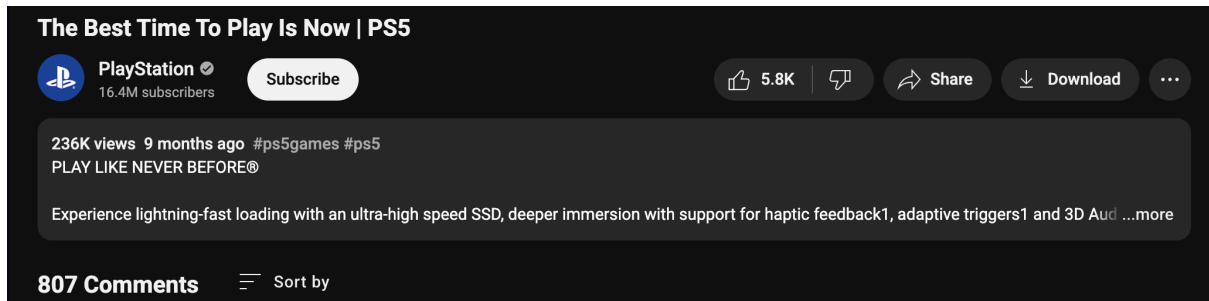 The Best Time To Play Is Now | PS5
PlayStation
16.4M subscribers
Subscribe
5.8K
Share
Download
236K views 9 months ago #ps5games #ps5
PLAY LIKE NEVER BEFORE®
Experience lightning-fast loading with an ultra-high speed SSD, deeper immersion with support for haptic feedback1, adaptive triggers1 and 3D Aud ...more
807 Comments
Sort by